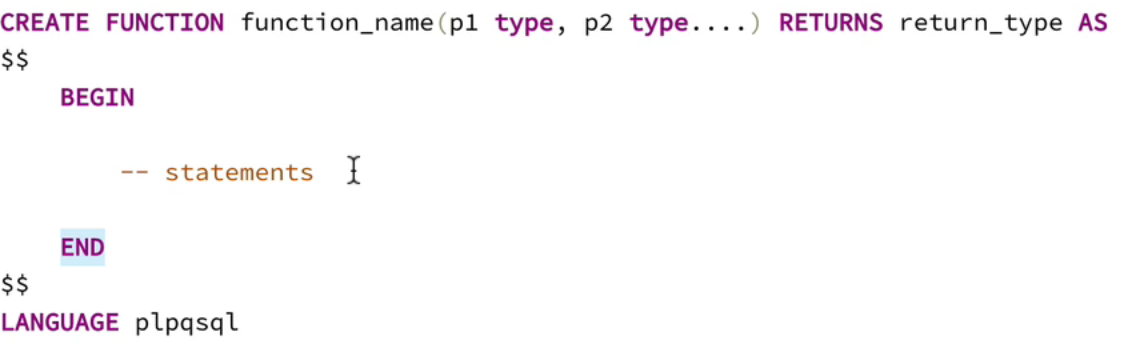 CREATE FUNCTION function_name(p1 type, p2 type....) RETURNS return_type AS
$$
BEGIN
-- statements
END
$$
LANGUAGE plpqsql